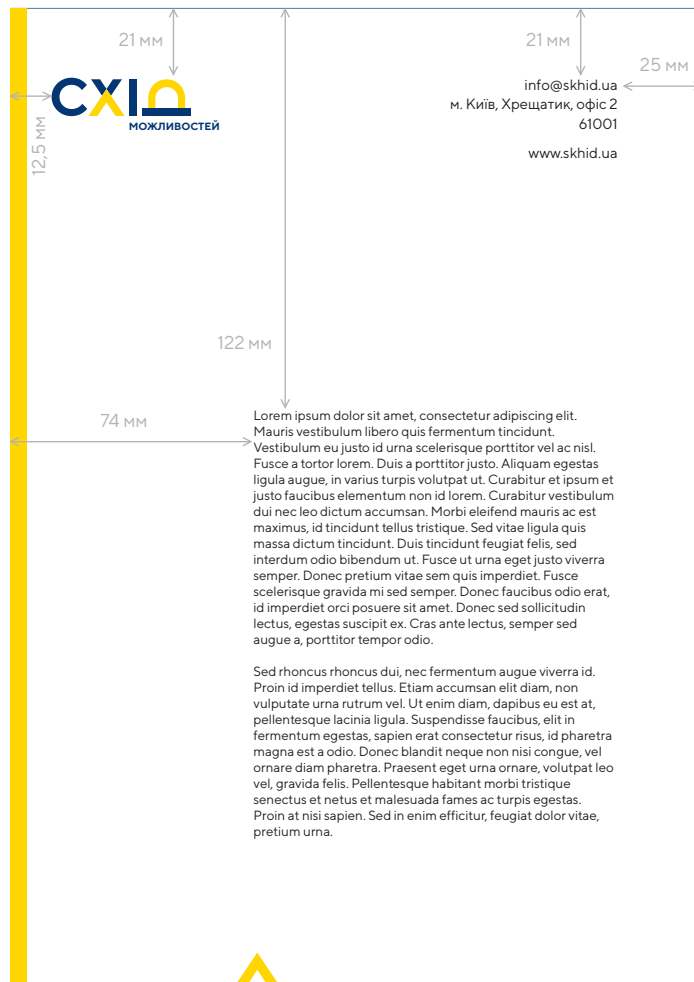 21 мм
21 мм
25 мм
12,5 мм
СХІД
МОЖЛИВОСТЕЙ
info@skhid.ua
м. Київ, Хрещатик, офіс 2
61001
www.skhid.ua
122 мм
74 мм
Lorem ipsum dolor sit amet, consectetur adipiscing elit.
Mauris vestibulum libero quis fermentum tincidunt.
Vestibulum eu justo id urna scelerisque porttitor vel ac nisl.
Fusce a tortor lorem. Duis a porttitor justo. Aliquam egestas
ligula augue, in varius turpis volutpat ut. Curabitur et ipsum et
justo faucibus elementum non id lorem. Curabitur vestibulum
dui nec leo dictum accumsan. Morbi eleifend mauris ac est
maximus, id tincidunt tellus tristique. Sed vitae ligula quis
massa dictum tincidunt. Duis tincidunt feugiat felis, sed
interdum odio bibendum ut. Fusce ut urna eget justo viverra
semper. Donec pretium vitae sem quis imperdiet. Fusce
scelerisque gravida mi sed semper. Donec faucibus odio erat,
id imperdiet orci posuere sit amet. Donec sed sollicitudin
lectus, egestas suscipit ex. Cras ante lectus, semper sed
augue a, porttitor tempor odio.
Sed rhoncus rhoncus dui, nec fermentum augue viverra id.
Proin id imperdiet tellus. Etiam accumsan elit diam, non
vulputate urna rutrum vel. Ut enim diam, dapibus eu est at,
pellentesque lacinia ligula. Suspendisse faucibus, elit in
fermentum egestas, sapien erat consectetur risus, id pharetra
magna est a odio. Donec blandit neque non nisi congue, vel
ornare diam pharetra. Praesent eget urna ornare, volutpat leo
vel, gravida felis. Pellentesque habitant morbi tristique
senectus et netus et malesuada fames ac turpis egestas.
Proin at nisi sapien. Sed in enim efficitur, feugiat dolor vitae,
pretium urna.